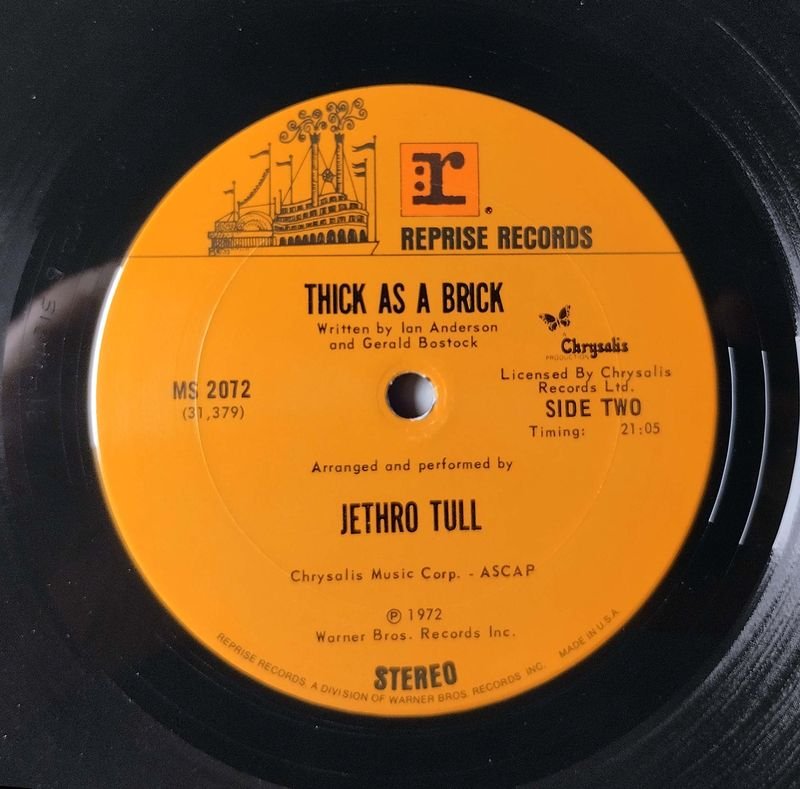 r
REPRISE RECORDS
THICK AS A BRICK
Written by Ian Anderson
and Gerald Bostock
A
Chrysalis
PRODUCTION
MS 2072
(31,379)
Licensed By Chrysalis
Records Ltd.
SIDE TWO
Timing: 21:05
Arranged and performed by
JETHRO TULL
Chrysalis Music Corp. - ASCAP
℗ 1972
Warner Bros. Records Inc.
STEREO
REPRISE RECORDS, A DIVISION OF WARNER BROS. RECORDS INC. MADE IN U.S.A